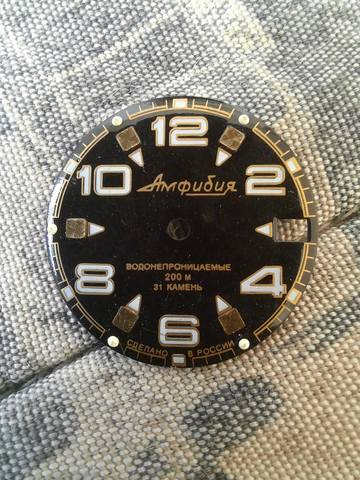 12
10
Амфибия
2
ВОДОНЕПРОНИЦАЕМЫЕ
200 М
31 КАМЕНЬ
8
4
6
СДЕЛАНО В РОССИИ